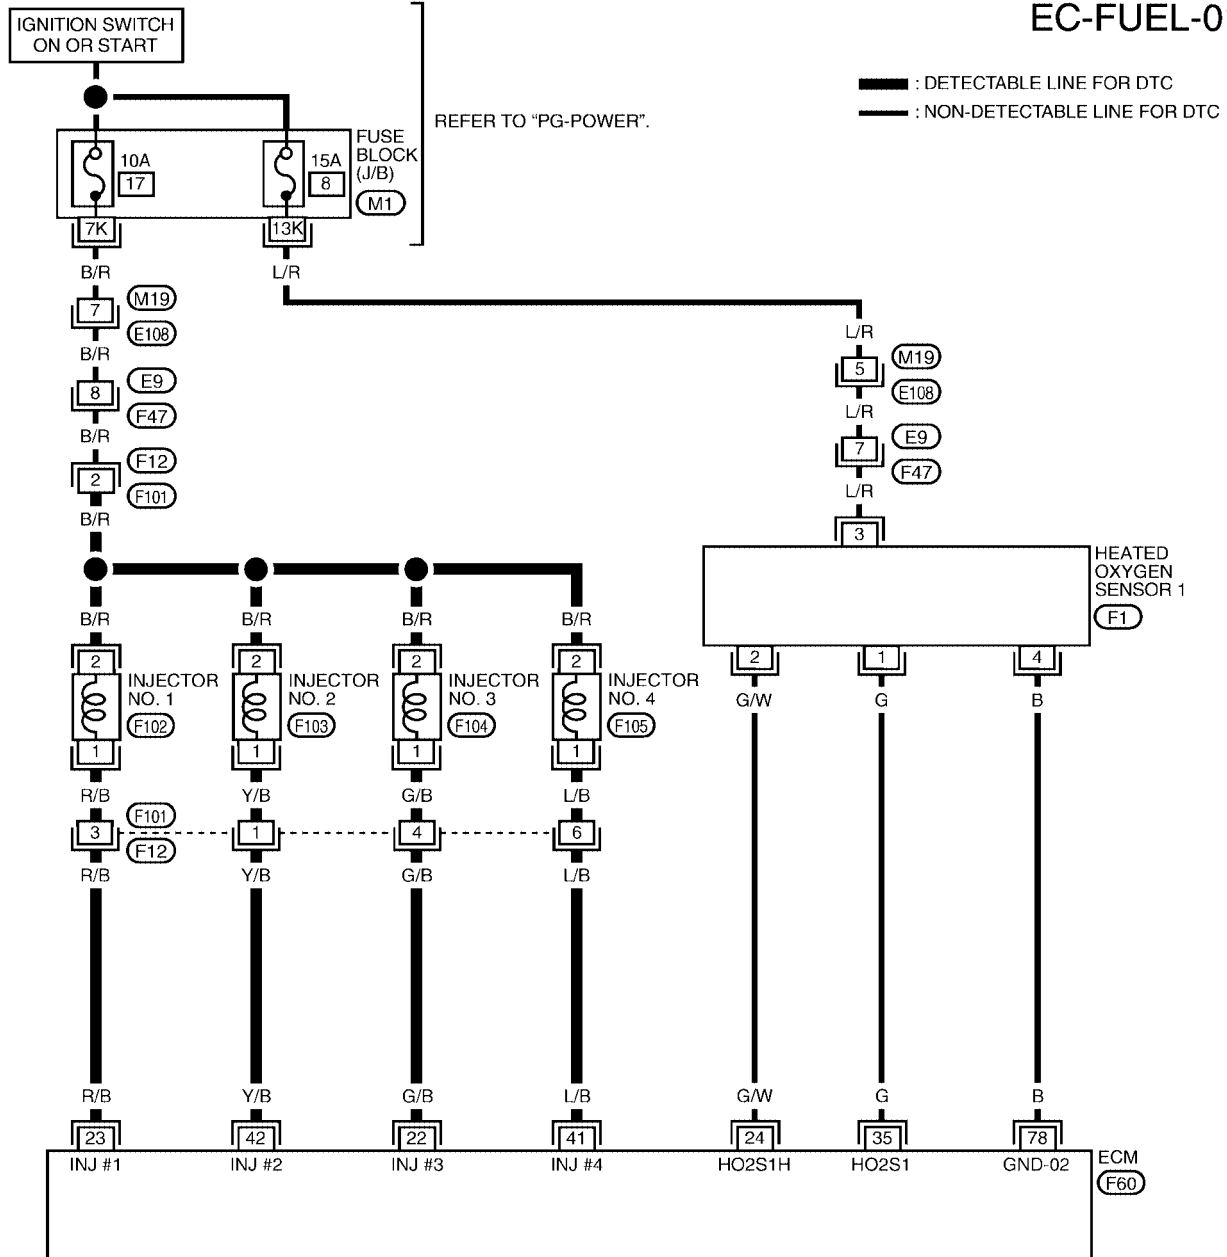 EC-FUEL-0
IGNITION SWITCH
ON OR START
: DETECTABLE LINE FOR DTC
: NON-DETECTABLE LINE FOR DTC
REFER TO "PG-POWER".
FUSE
BLOCK
(J/B)
M1
10A
17
15A
8
7K
13K
B/R
L/R
7
M19
E108
B/R
8
E9
F47
B/R
2
F12
F101
B/R
L/R
5
M19
E108
L/R
7
E9
F47
L/R
3
HEATED
OXYGEN
SENSOR 1
F1
B/R
B/R
B/R
B/R
2
2
2
2
INJECTOR
NO. 1
F102
INJECTOR
NO. 2
F103
INJECTOR
NO. 3
F104
INJECTOR
NO. 4
F105
1
1
1
1
2
1
4
G/W
G
B
R/B
Y/B
G/B
L/B
3
F101
F12
1
4
6
R/B
Y/B
G/B
L/B
R/B
Y/B
G/B
L/B
G/W
G
B
23
42
22
41
24
35
78
INJ #1
INJ #2
INJ #3
INJ #4
HO2S1H
HO2S1
GND-O2
ECM
F60